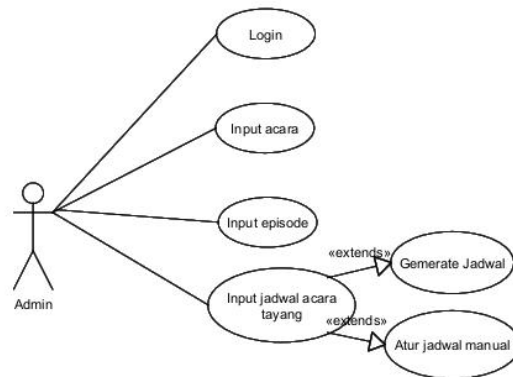 Login
Input acara
Input episode
Admin
Input jadwal acara
tayang
«extends»
Gemerate Jadwal
«extends»
Atur jadwal manual